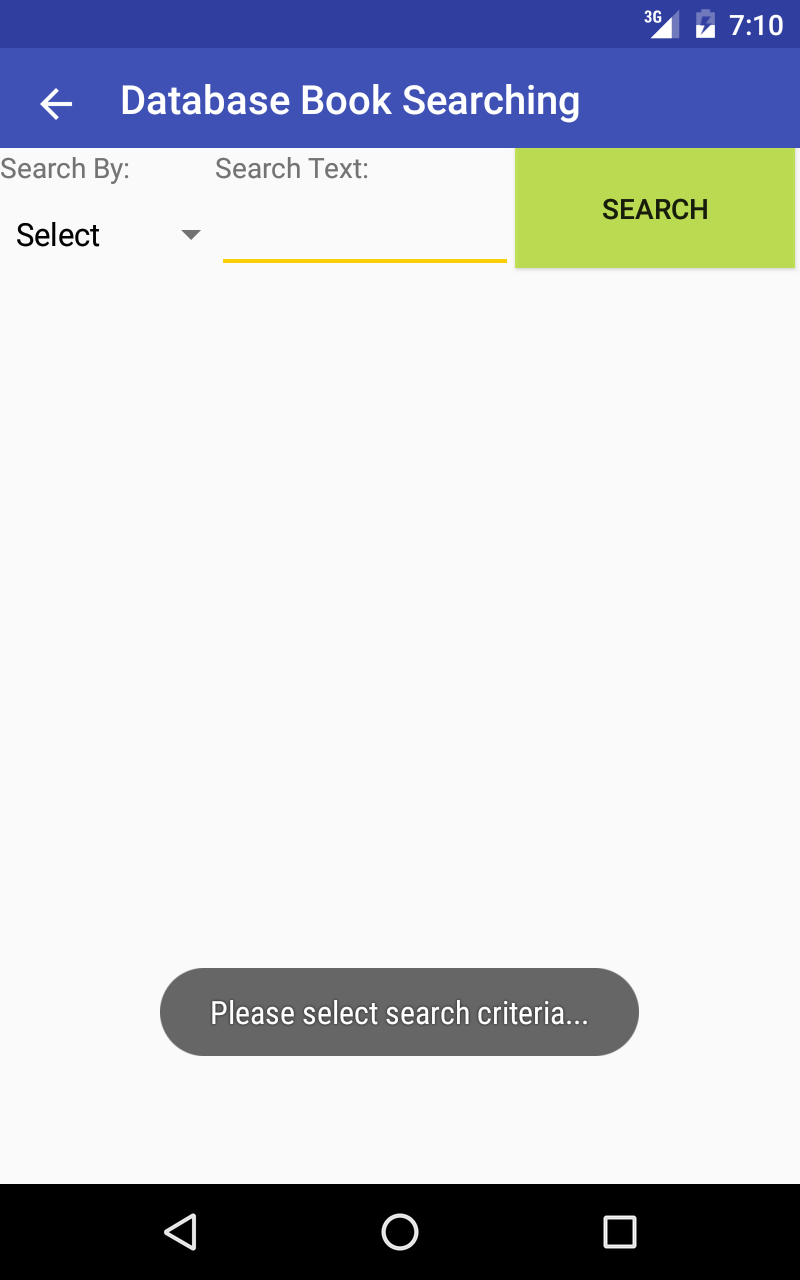 3G 7:10
Database Book Searching
Search By: Search Text:
Select
SEARCH
Please select search criteria...